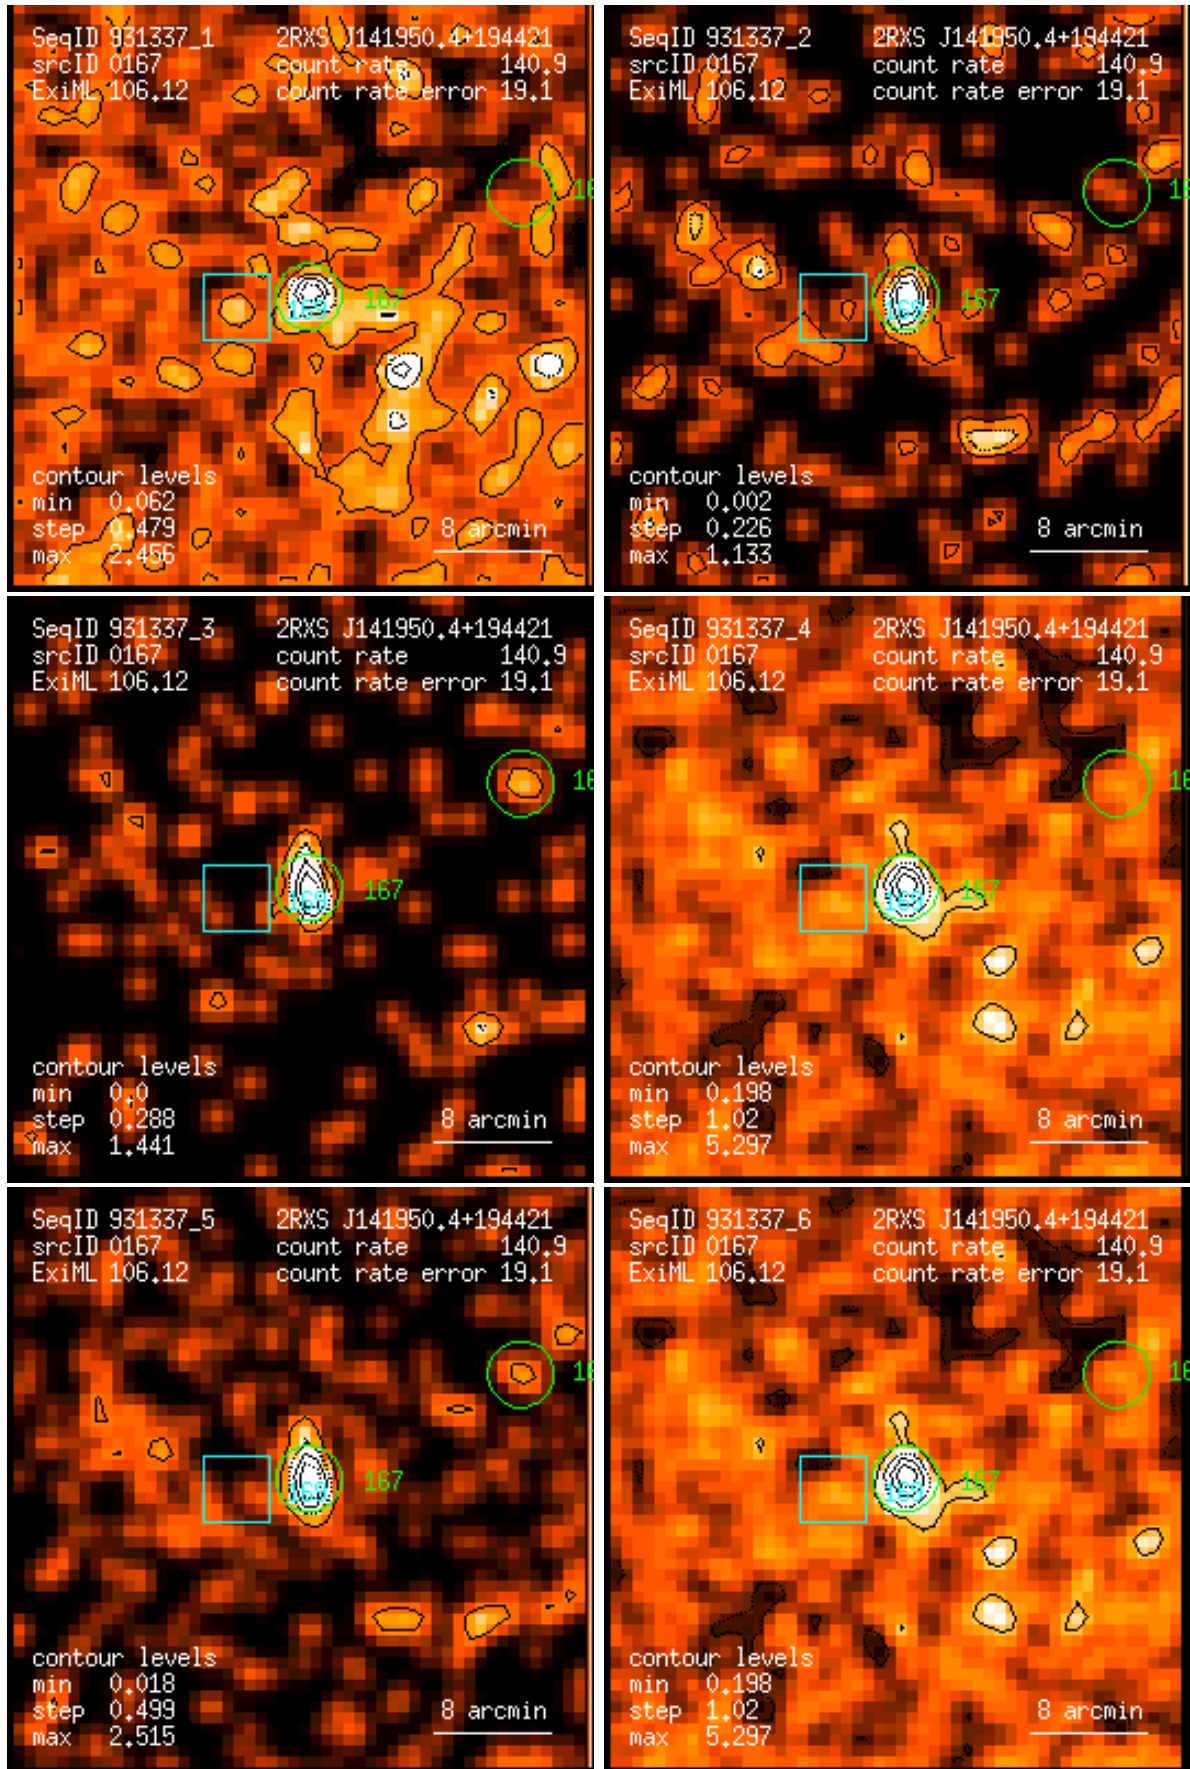 SeqID 931337_1 2RXS J141950.4+194421
srcID 0167 count rate 140.9
ExiML 106.12 count rate error 19.1
16
167
contour levels
min 0.062
step 0.479
max 2.456
8 arcmin
SeqID 931337_2 2RXS J141950.4+194421
srcID 0167 count rate 140.9
ExiML 106.12 count rate error 19.1
16
167
contour levels
min 0.002
step 0.226
max 1.133
8 arcmin
SeqID 931337_3 2RXS J141950.4+194421
srcID 0167 count rate 140.9
ExiML 106.12 count rate error 19.1
16
167
contour levels
min 0.0
step 0.288
max 1.441
8 arcmin
SeqID 931337_4 2RXS J141950.4+194421
srcID 0167 count rate 140.9
ExiML 106.12 count rate error 19.1
16
167
contour levels
min 0.198
step 1.02
max 5.297
8 arcmin
SeqID 931337_5 2RXS J141950.4+194421
srcID 0167 count rate 140.9
ExiML 106.12 count rate error 19.1
16
167
contour levels
min 0.018
step 0.499
max 2.515
8 arcmin
SeqID 931337_6 2RXS J141950.4+194421
srcID 0167 count rate 140.9
ExiML 106.12 count rate error 19.1
16
167
contour levels
min 0.198
step 1.02
max 5.297
8 arcmin